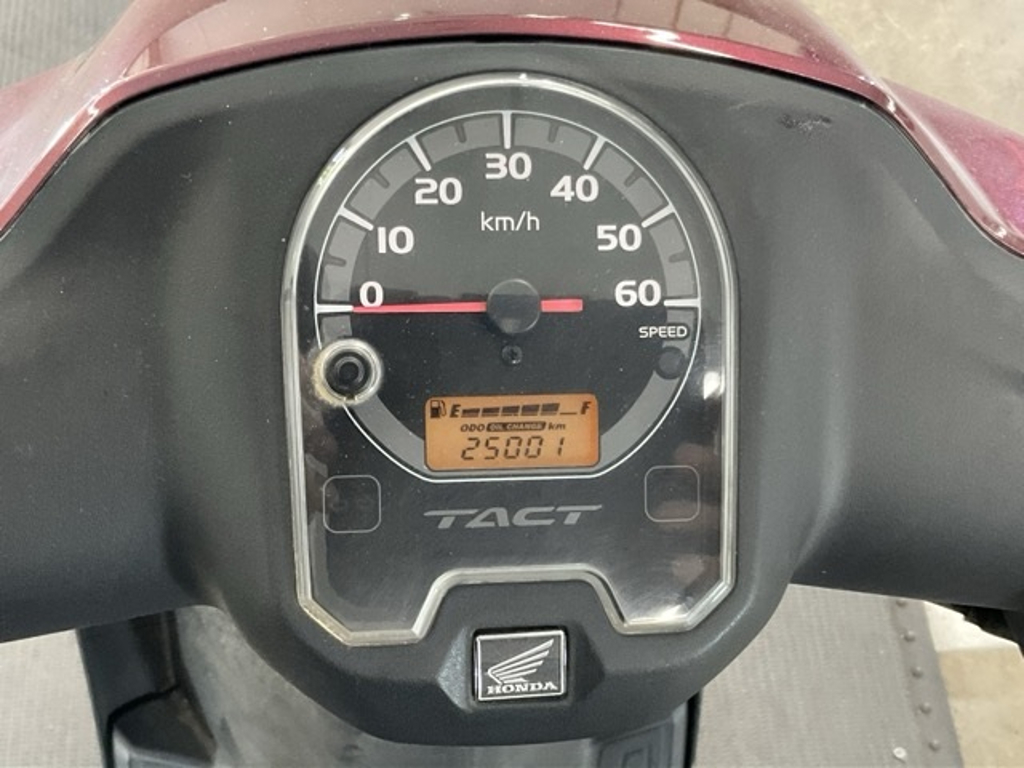 30
20
40
km/h
10
50
0
60
SPEED
E F
ODO OIL CHANGE km
25001
TACT
HONDA